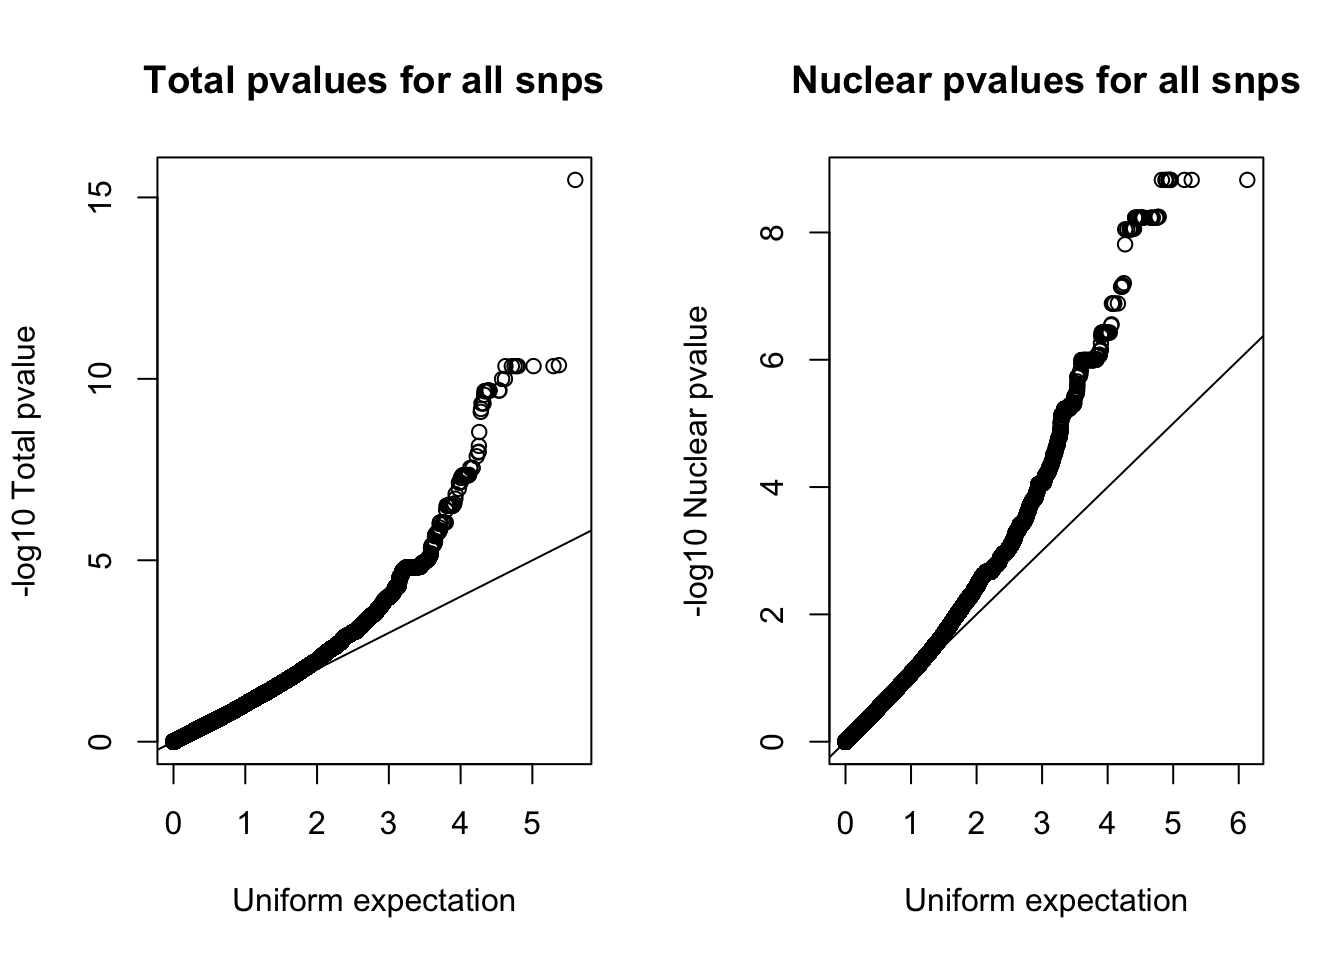 Total pvalues for all snps
-log10 Total pvalue
15
10
5
0
0 1 2 3 4 5
Uniform expectation
Nuclear pvalues for all snps
-log10 Nuclear pvalue
8
6
4
2
0
0 1 2 3 4 5 6
Uniform expectation